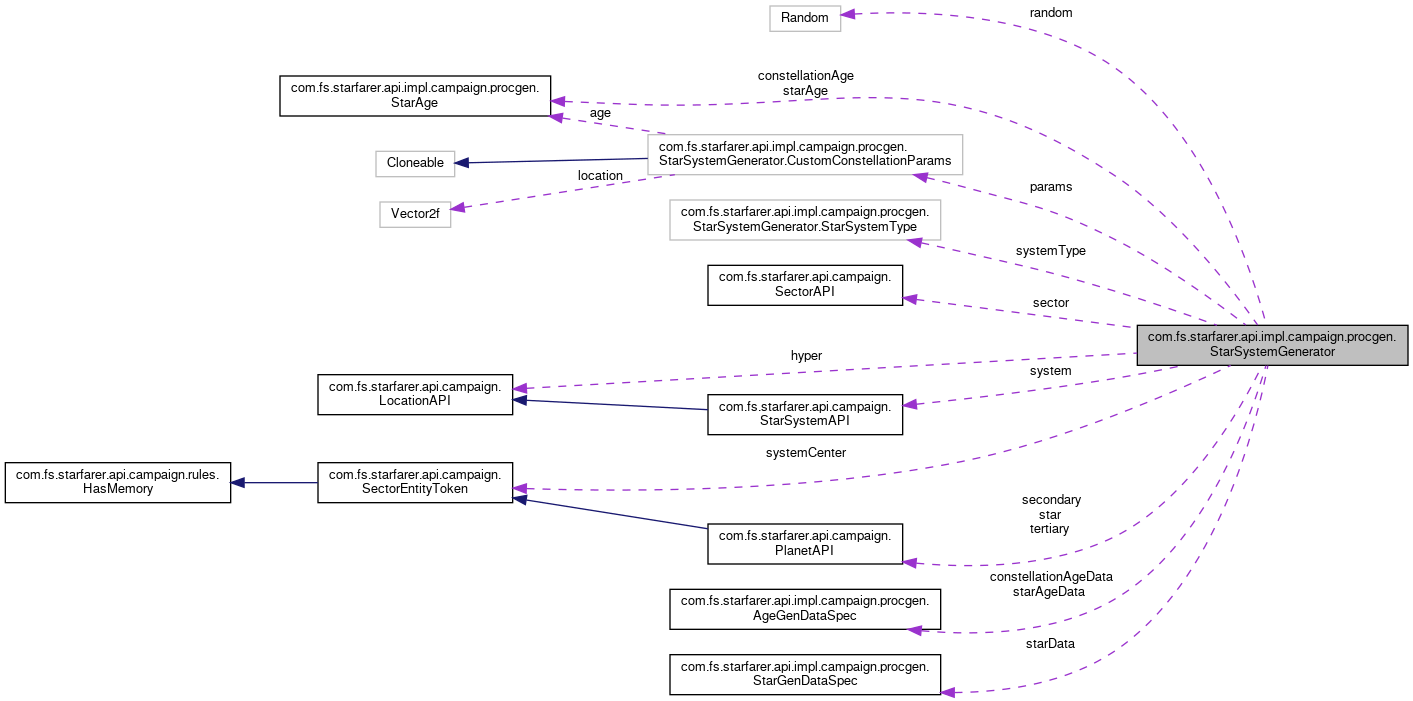 Random
random
com.fs.starfarer.api.impl.campaign.procgen.
StarAge
constellationAge
starAge
age
com.fs.starfarer.api.impl.campaign.procgen.
StarSystemGenerator.CustomConstellationParams
Cloneable
location
Vector2f
params
com.fs.starfarer.api.impl.campaign.procgen.
StarSystemGenerator.StarSystemType
systemType
com.fs.starfarer.api.campaign.
SectorAPI
sector
com.fs.starfarer.api.impl.campaign.procgen.
StarSystemGenerator
hyper
system
com.fs.starfarer.api.campaign.
LocationAPI
com.fs.starfarer.api.campaign.
StarSystemAPI
systemCenter
com.fs.starfarer.api.campaign.rules.
HasMemory
com.fs.starfarer.api.campaign.
SectorEntityToken
secondary
star
tertiary
com.fs.starfarer.api.campaign.
PlanetAPI
constellationAgeData
starAgeData
com.fs.starfarer.api.impl.campaign.procgen.
AgeGenDataSpec
starData
com.fs.starfarer.api.impl.campaign.procgen.
StarGenDataSpec